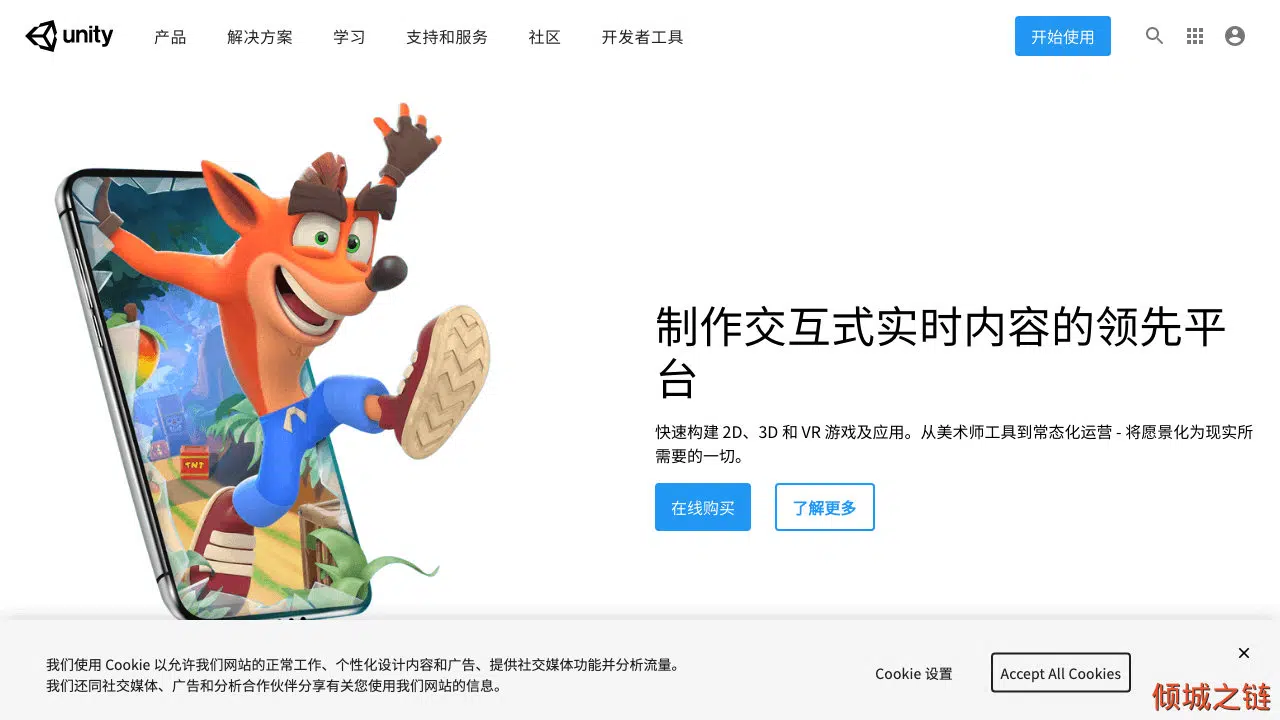 unity 产品 解决方案 学习 支持和服务 社区 开发者工具 开始使用
制作交互式实时内容的领先平
台
快速构建 2D、3D 和 VR 游戏及应用。从美术师工具到常态化运营 - 将愿景化为现实所
需要的一切。
在线购买 了解更多
TNT
我们使用 Cookie 以允许我们网站的正常工作、个性化设计内容和广告、提供社交媒体功能并分析流量。
我们还同社交媒体、广告和分析合作伙伴分享有关您使用我们网站的信息。
Cookie 设置 Accept All Cookies
倾城之链